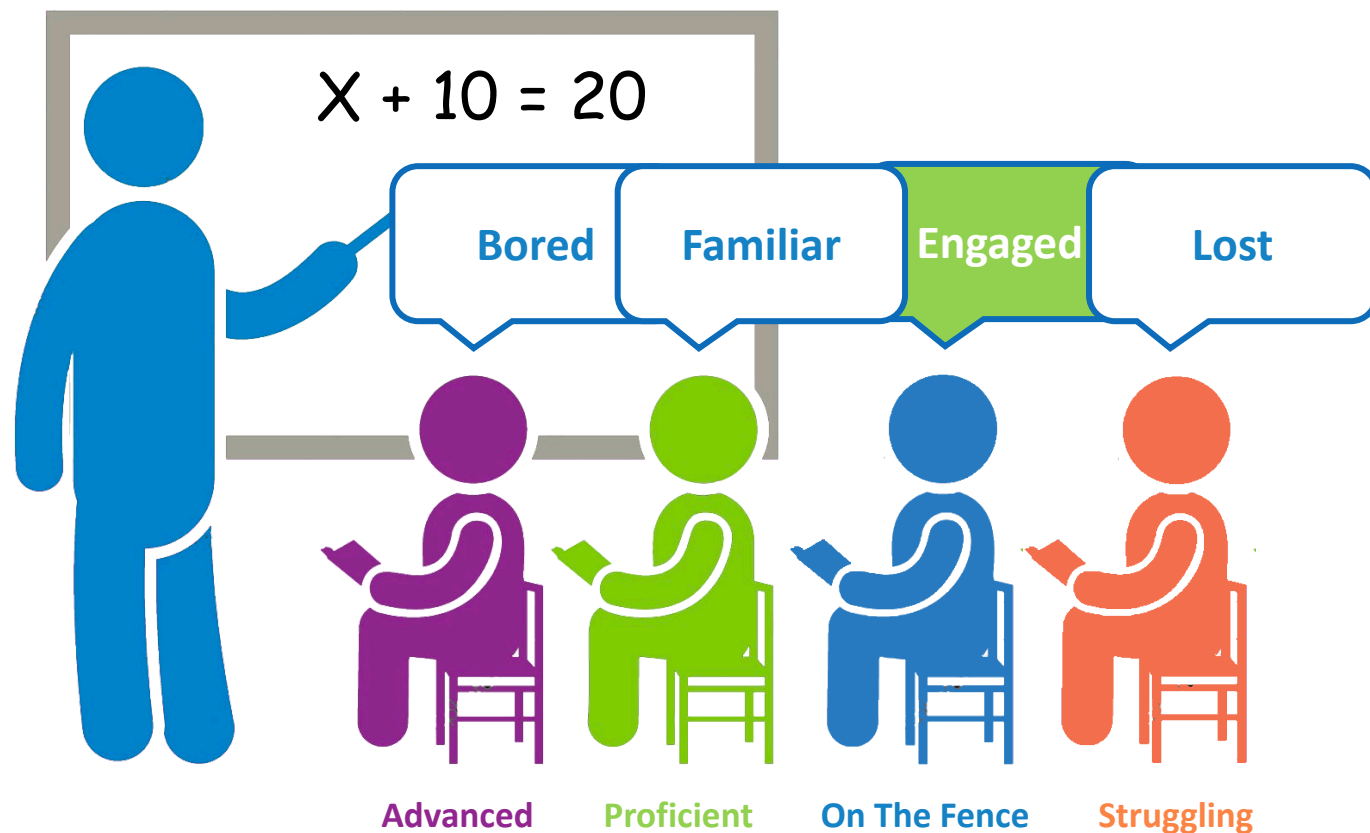 X + 10 = 20
Bored Familiar Engaged Lost
Advanced Proficient On The Fence Struggling